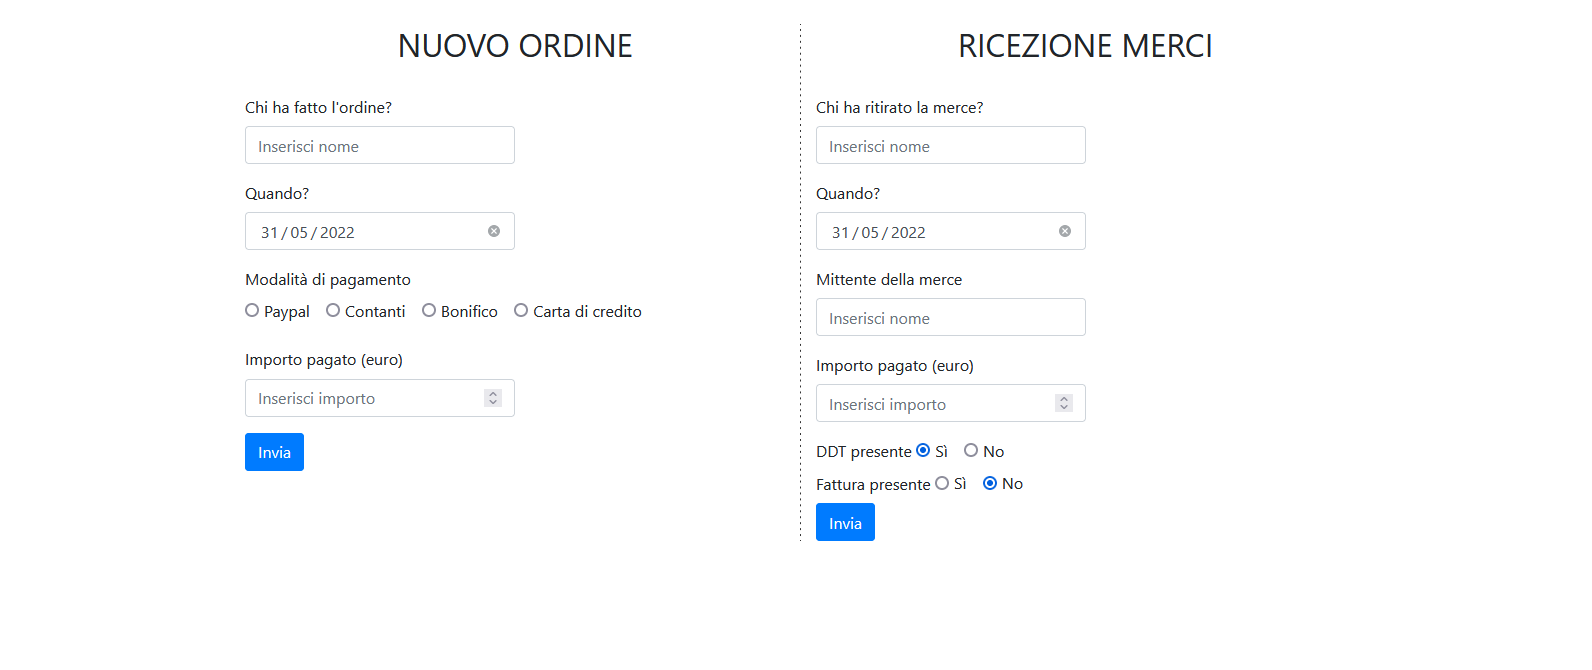 NUOVO ORDINE
Chi ha fatto l'ordine?
Inserisci nome
Quando?
31/05/2022
Modalità di pagamento
Paypal Contanti Bonifico Carta di credito
Importo pagato (euro)
Inserisci importo
Invia
RICEZIONE MERCI
Chi ha ritirato la merce?
Inserisci nome
Quando?
31/05/2022
Mittente della merce
Inserisci nome
Importo pagato (euro)
Inserisci importo
DDT presente Sì No
Fattura presente Sì No
Invia